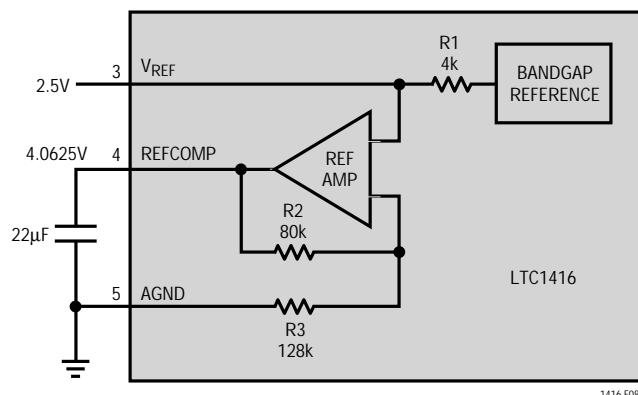 R1
4k
BANDGAP
REFERENCE
3
VREF
2.5V
4.0625V
4
REFCOMP
REF
AMP
R2
80k
22µF
LTC1416
5
AGND
R3
128k
1416 F08